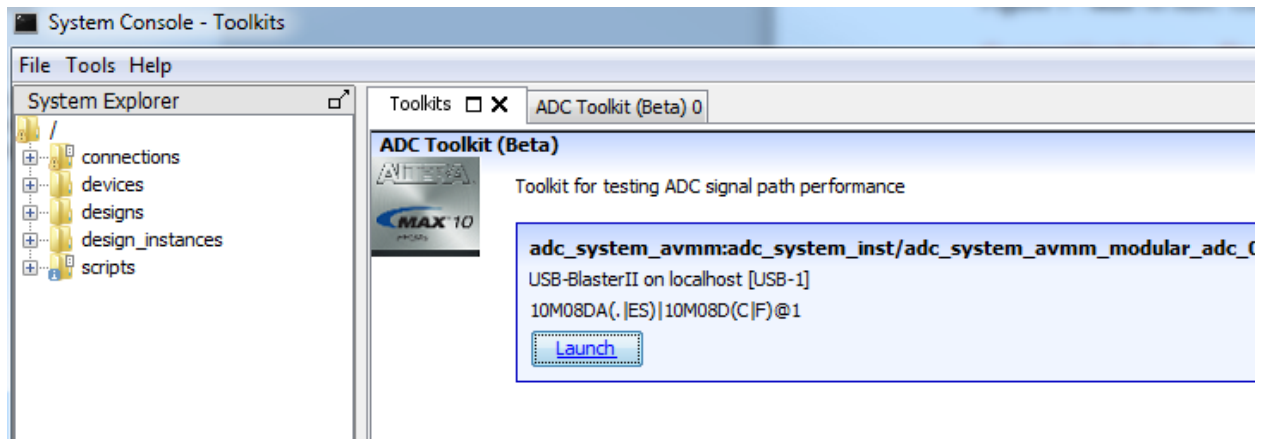 System Console - Toolkits
File Tools Help
System Explorer
Toolkits
ADC Toolkit (Beta) 0
/
connections
devices
designs
design_instances
scripts
ADC Toolkit (Beta)
ALTERA
MAX 10
Toolkit for testing ADC signal path performance
adc_system_avmm:adc_system_inst/adc_system_avmm_modular_adc_0
USB-BlasterII on localhost [USB-1]
10M08DA(.|ES)|10M08D(C|F)@1
Launch